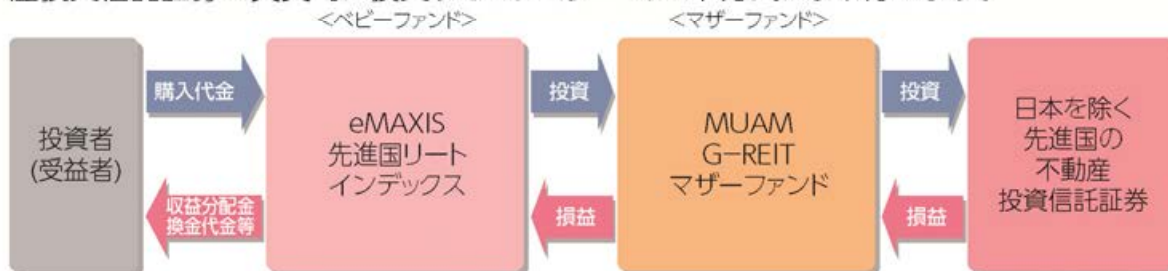 <ベビーファンド>
<マザーファンド>
投資者
(受益者)
購入代金
収益分配金
換金代金等
eMAXIS
先進国リート
インデックス
投資
損益
MUAM
G-REIT
マザーファンド
投資
損益
日本を除く
先進国の
不動産
投資信託証券